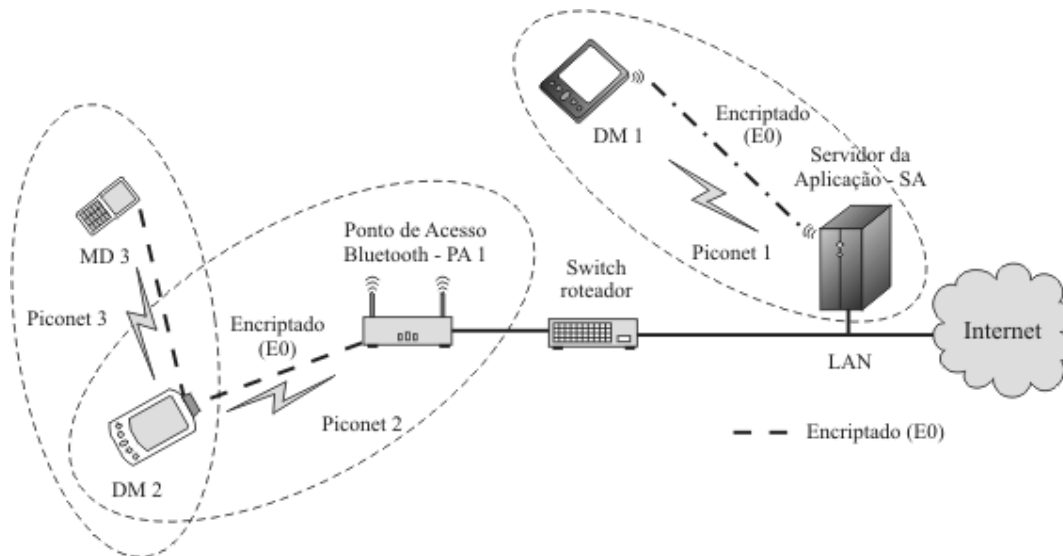 Encriptado
(E0)
DM 1
Servidor da
Aplicação - SA
Ponto de Acesso
Bluetooth - PA 1
Piconet 1
MD 3
Switch
roteador
Piconet 3
Encriptado
(E0)
Internet
LAN
Piconet 2
Encriptado (E0)
DM 2